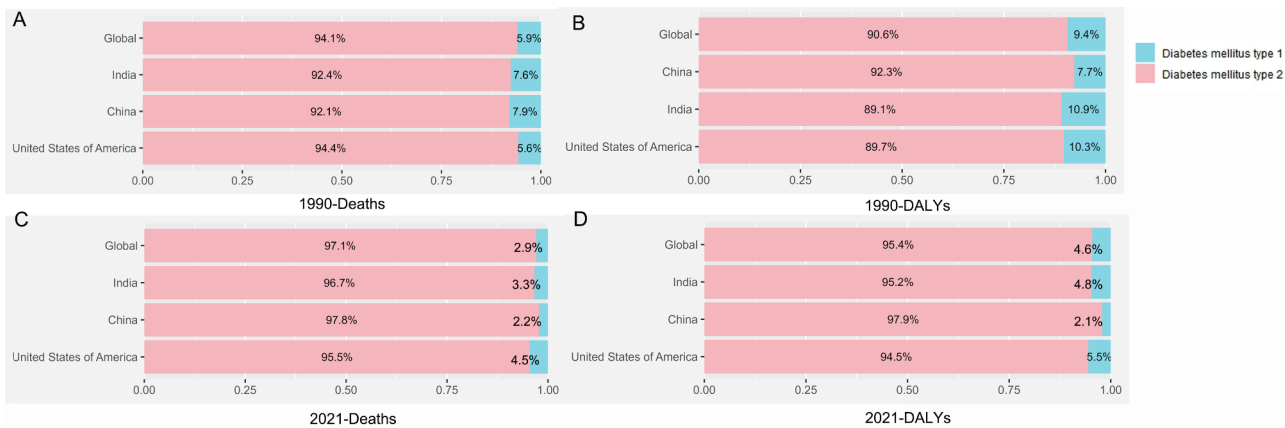 A
Global 94.1% 5.9%
India 92.4% 7.6%
China 92.1% 7.9%
United States of America 94.4% 5.6%
0.00 0.25 0.50 0.75 1.00
1990-Deaths
B
Global 90.6% 9.4%
China 92.3% 7.7%
India 89.1% 10.9%
United States of America 89.7% 10.3%
0.00 0.25 0.50 0.75 1.00
1990-DALYs
Diabetes mellitus type 1
Diabetes mellitus type 2
C
Global 97.1% 2.9%
India 96.7% 3.3%
China 97.8% 2.2%
United States of America 95.5% 4.5%
0.00 0.25 0.50 0.75 1.00
2021-Deaths
D
Global 95.4% 4.6%
India 95.2% 4.8%
China 97.9% 2.1%
United States of America 94.5% 5.5%
0.00 0.25 0.50 0.75 1.00
2021-DALYs